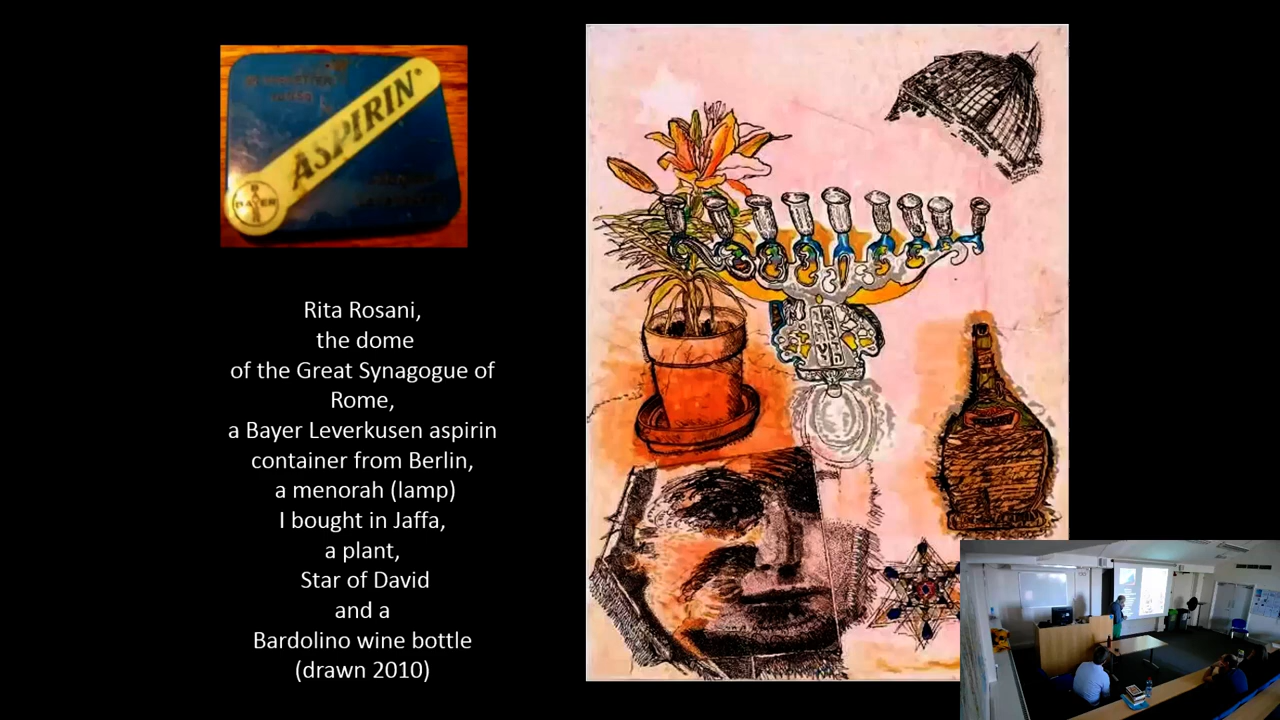 ASPIRIN
BAYER
Rita Rosani,
the dome
of the Great Synagogue of
Rome,
a Bayer Leverkusen aspirin
container from Berlin,
a menorah (lamp)
I bought in Jaffa,
a plant,
Star of David
and a
Bardolino wine bottle
(drawn 2010)